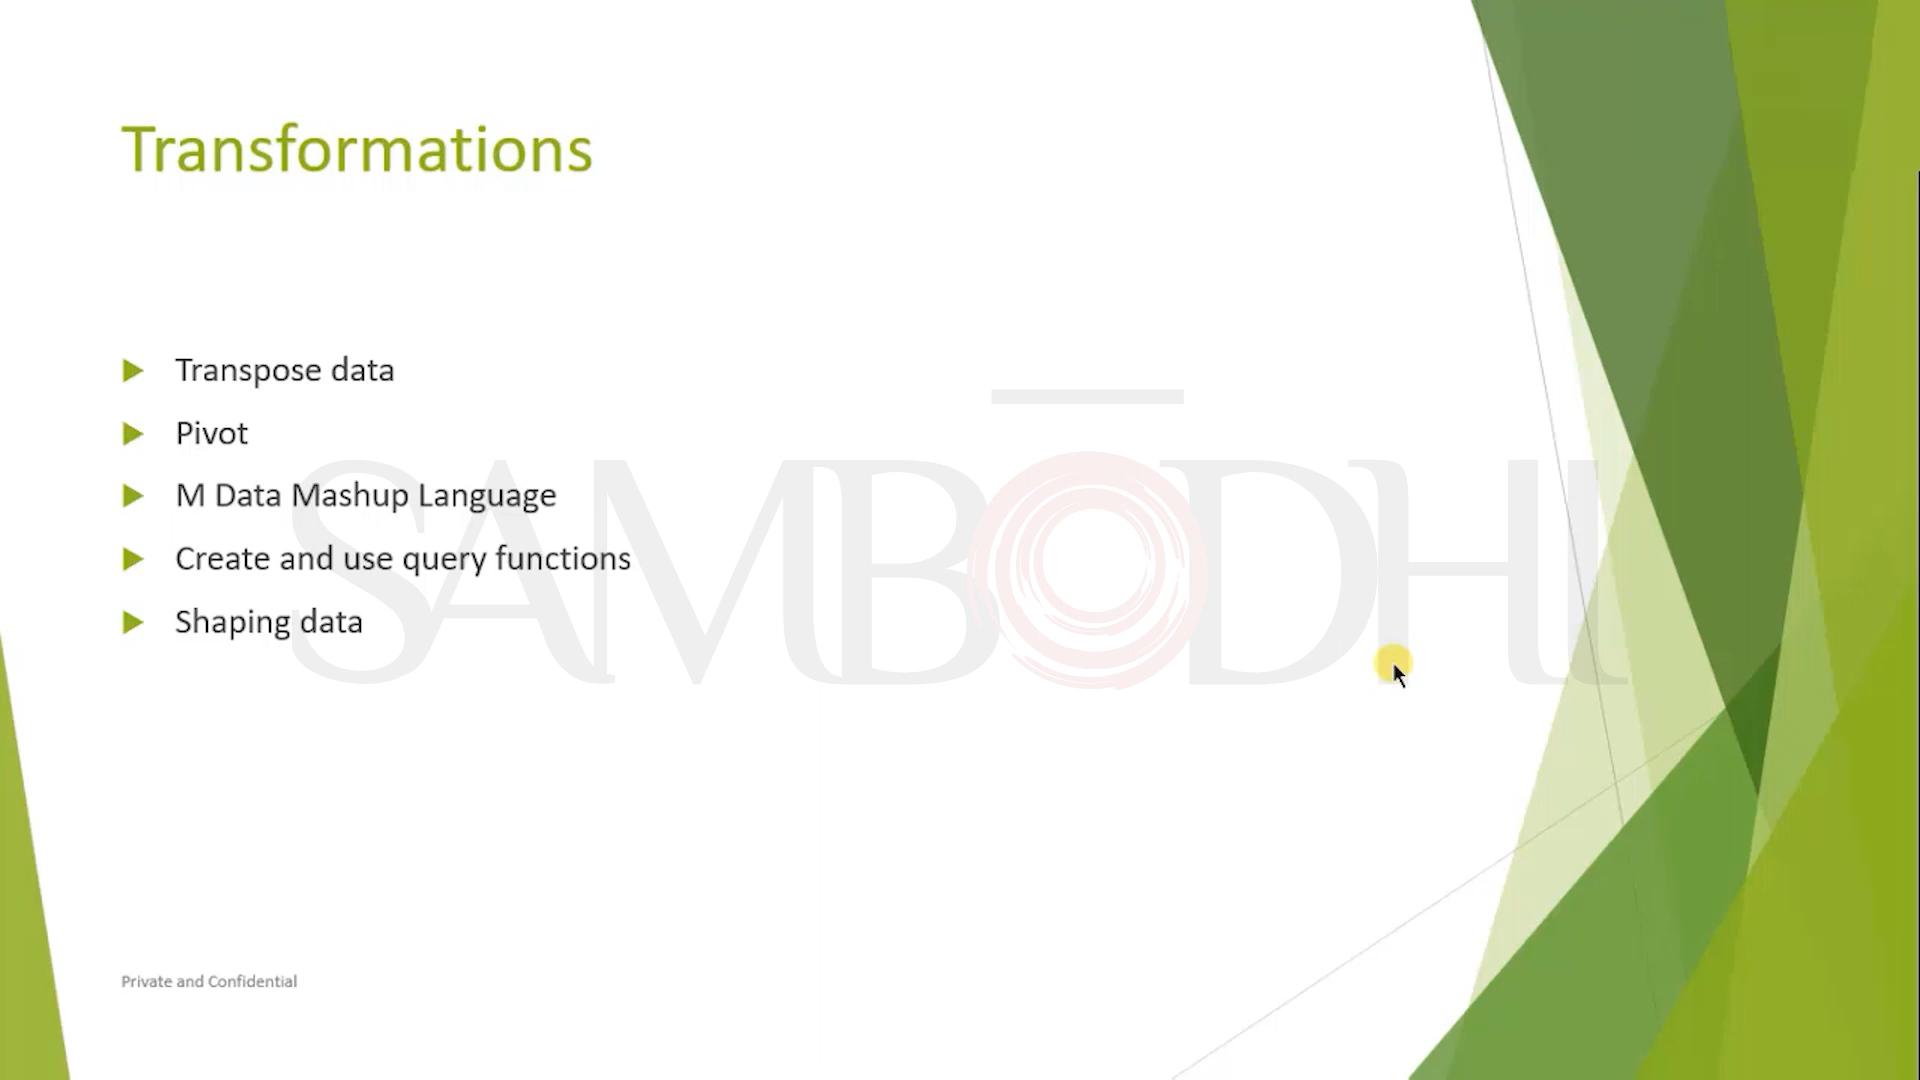 Transformations
Transpose data
Pivot
M Data Mashup Language
SAMBODHI
Create and use query functions
Shaping data
Private and Confidential